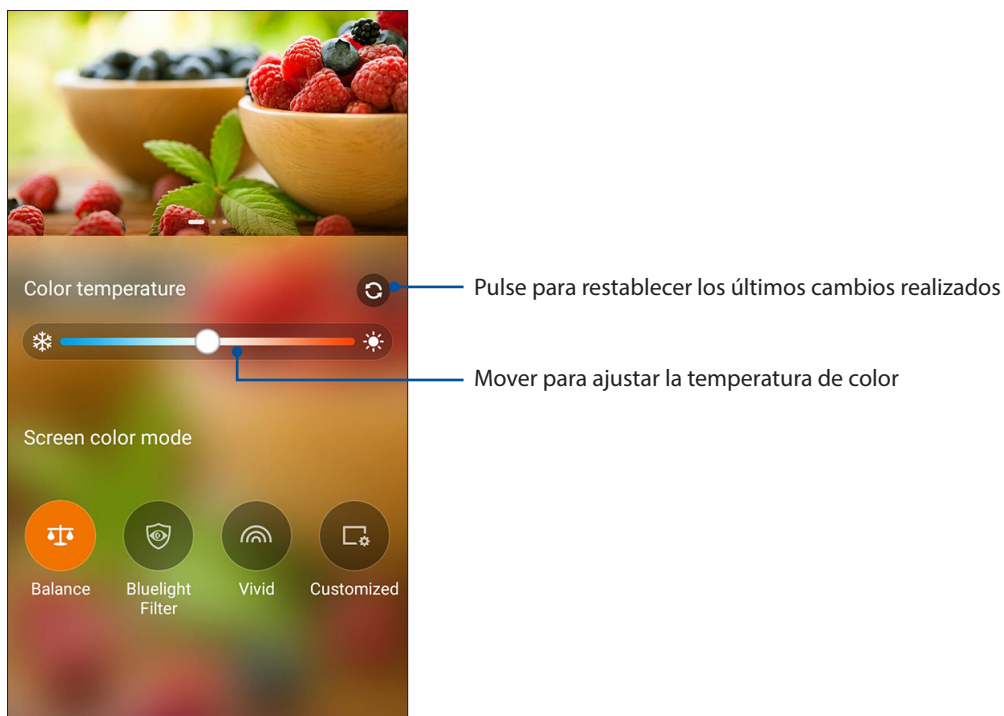 Color temperature
Pulse para restablecer los últimos cambios realizados
Mover para ajustar la temperatura de color
Screen color mode
Balance
Bluelight
Filter
Vivid
Customized